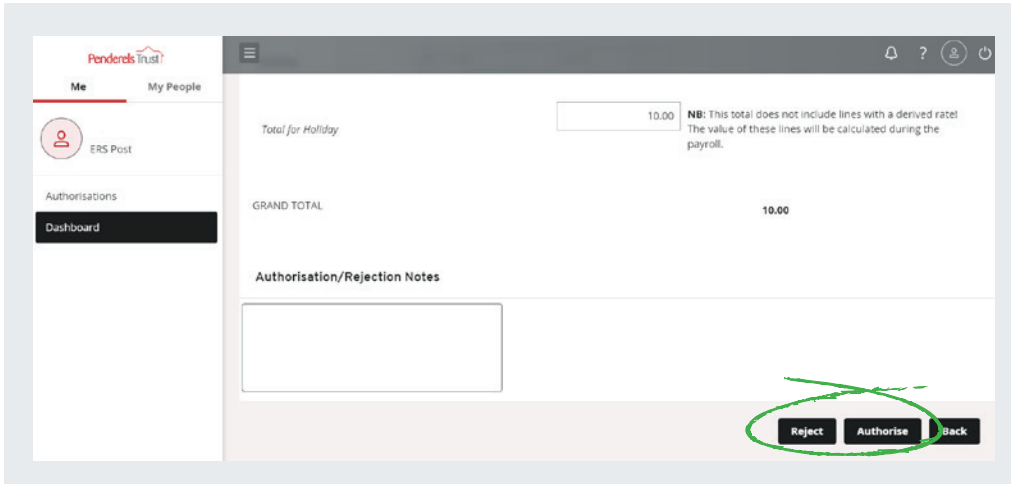 Penderels Trust
Me
My People
ERS Post
Authorisations
Dashboard
?
Total for Holiday
10.00
NB: This total does not include lines with a derived rate!
The value of these lines will be calculated during the
payroll.
GRAND TOTAL
10.00
Authorisation/Rejection Notes
Reject
Authorise
Back